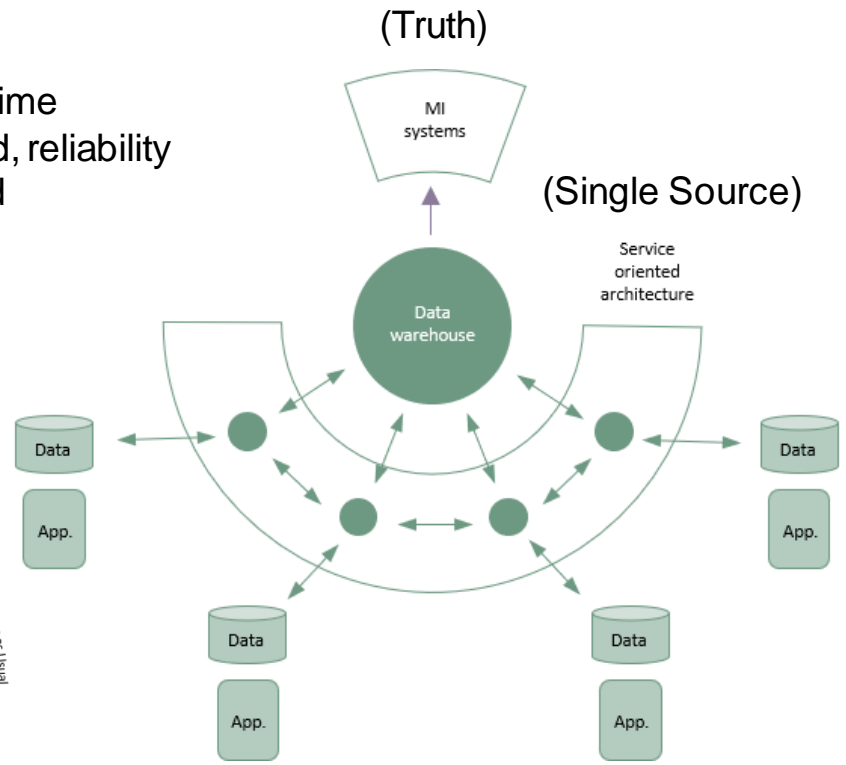 (Truth)
ime
d, reliability
d
MI
systems
(Single Source)
Service
oriented
architecture
Data
warehouse
Data
App.
Data
App.
Data
App.
Data
App.